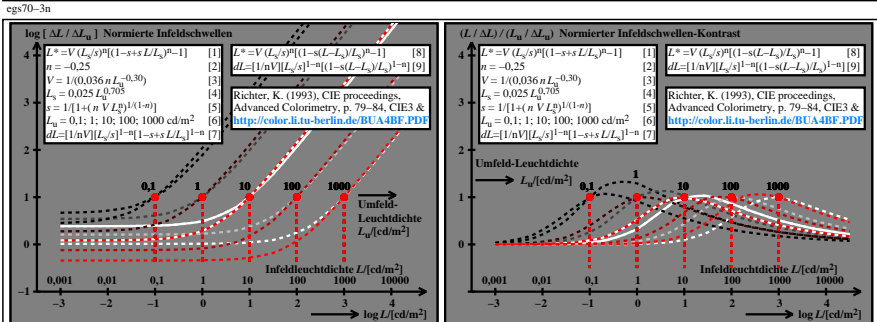 egs70-3n
log [ ΔL / ΔLu ] Normierte Infeldschwellen
L* =V (Ls/s)n[(1–s+s L/Ls)n–1] [1]
n = –0,25 [2]
V = 1/(0,036 n Lu–0,30) [3]
Ls = 0,025 Lu0,705 [4]
s = 1/[1+(n V Lsn)1/(1-n)] [5]
Lu = 0,1; 1; 10; 100; 1000 cd/m2 [6]
dL=[1/nV][Ls/s]1–n[1–s+s L/Ls]1–n [7]
L* =V (Ls/s)n[(1–s(L–Ls)/Ls)n–1] [8]
dL=[1/nV][Ls/s]1–n[(1–s(L–Ls)/Ls)1–n [9]
Richter, K. (1993), CIE proceedings,
Advanced Colorimetry, p. 79–84, CIE3 &
http://color.li.tu-berlin.de/BUA4BF.PDF
4
3
2
1
0
–1
0,1 1 10 100 1000
Umfeld-
Leuchtdichte
Lu/[cd/m2]
Infeldleuchtdichte L/[cd/m2]
0,001 0,01 0,1 1 10 100 1000
–3 –2 –1 0 1 2 3 4
log L/[cd/m2]
(L / ΔL) / (Lu / ΔLu) Normierter Infeldschwellen-Kontrast
L* =V (Ls/s)n[(1–s+s L/Ls)n–1] [1]
n = –0,25 [2]
V = 1/(0,036 n Lu–0,30) [3]
Ls = 0,025 Lu0,705 [4]
s = 1/[1+(n V Lsn)1/(1-n)] [5]
Lu = 0,1; 1; 10; 100; 1000 cd/m2 [6]
dL=[1/nV][Ls/s]1–n[1–s+s L/Ls]1–n [7]
L* =V (Ls/s)n[(1–s(L–Ls)/Ls)n–1] [8]
dL=[1/nV][Ls/s]1–n[(1–s(L–Ls)/Ls)1–n [9]
Richter, K. (1993), CIE proceedings,
Advanced Colorimetry, p. 79–84, CIE3 &
http://color.li.tu-berlin.de/BUA4BF.PDF
4
3
2
1
0
–1
Umfeld-Leuchtdichte
Lu/[cd/m2]
0,1 1 10 100 1000
Infeldleuchtdichte L/[cd/m2]
0,001 0,01 0,1 1 10 100 1000
–3 –2 –1 0 1 2 3 4
log L/[cd/m2]